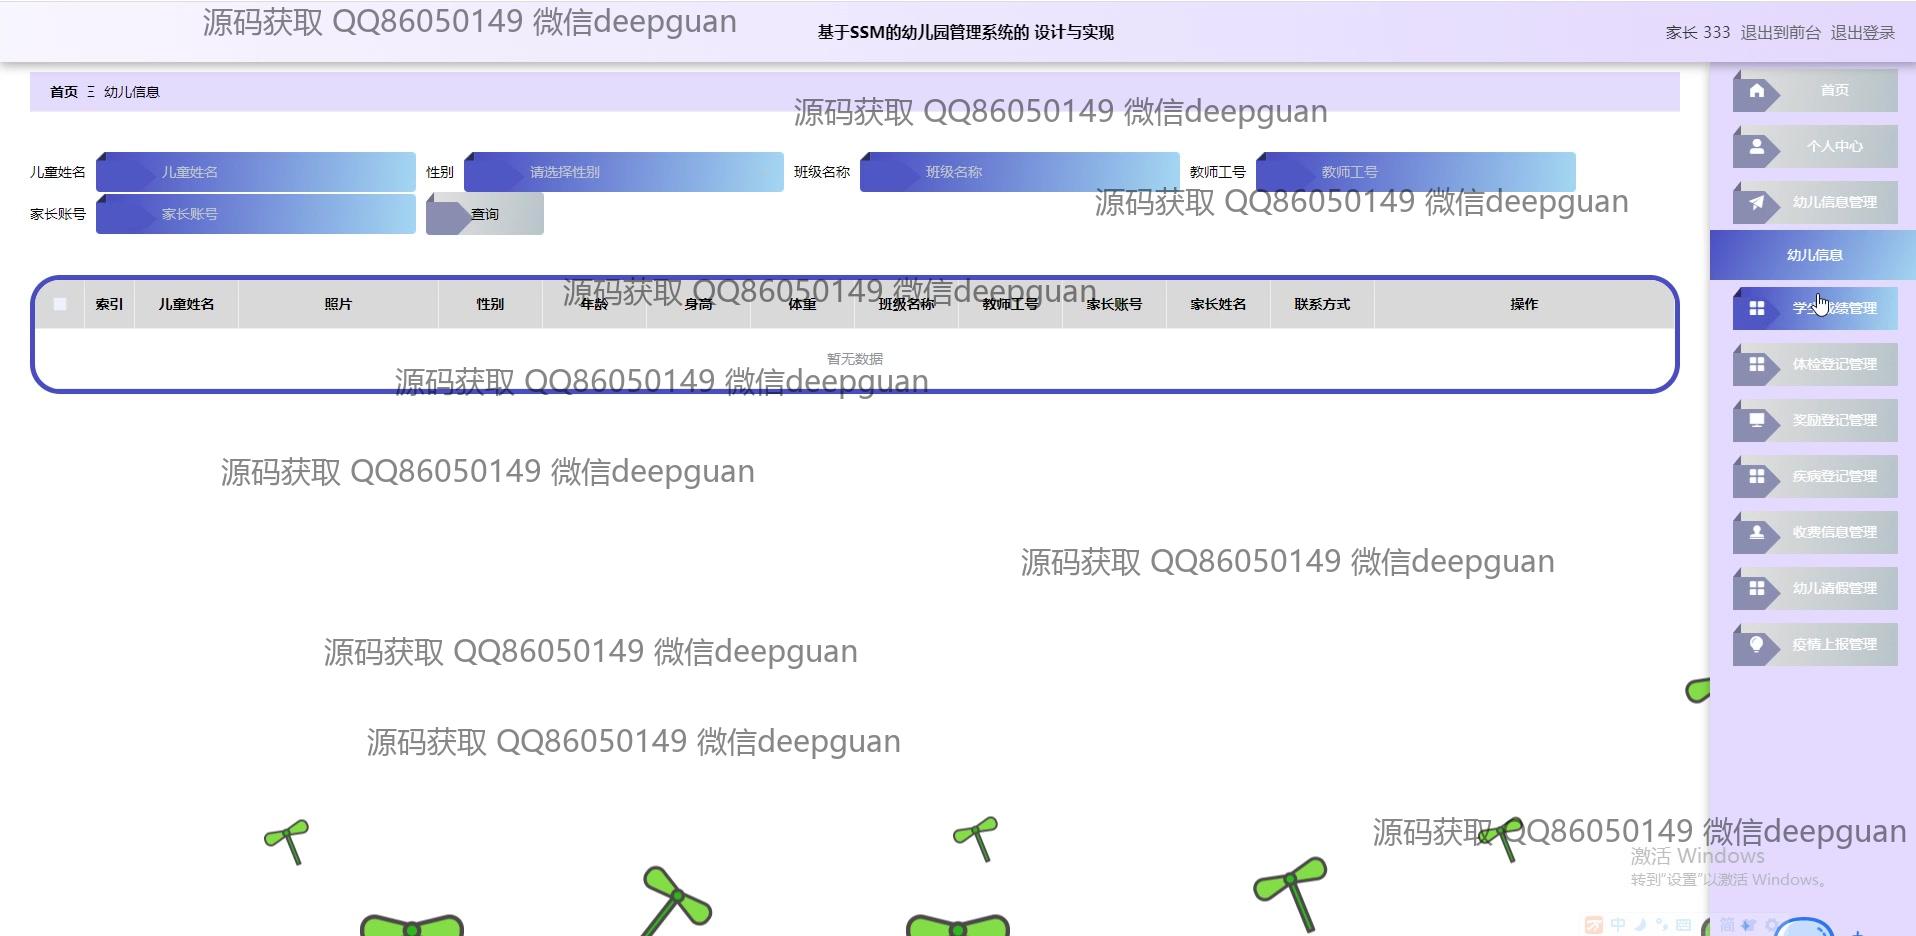 源码获取 QQ86050149 微信deepguan
基于SSM的幼儿园管理系统的 设计与实现
家长 333 退出到前台 退出登录
首页 Ξ 幼儿信息
源码获取 QQ86050149 微信deepguan
儿童姓名 儿童姓名 性别 请选择性别 班级名称 班级名称 教师工号 教师工号
源码获取 QQ86050149 微信deepguan
家长账号 家长账号 查询
源码获取 QQ86050149 微信deepguan
索引 儿童姓名 照片 性别 年龄 身高 体重 班级名称 教师工号 家长账号 家长姓名 联系方式 操作
暂无数据
源码获取 QQ86050149 微信deepguan
源码获取 QQ86050149 微信deepguan
源码获取 QQ86050149 微信deepguan
源码获取 QQ86050149 微信deepguan
源码获取 QQ86050149 微信deepguan
源码获取 QQ86050149 微信deepguan
首页
个人中心
幼儿信息管理
幼儿信息
学生成绩管理
体检登记管理
奖励登记管理
疾病登记管理
收费信息管理
幼儿请假管理
疫情上报管理
激活 Windows
转到"设置"以激活 Windows。
中 简